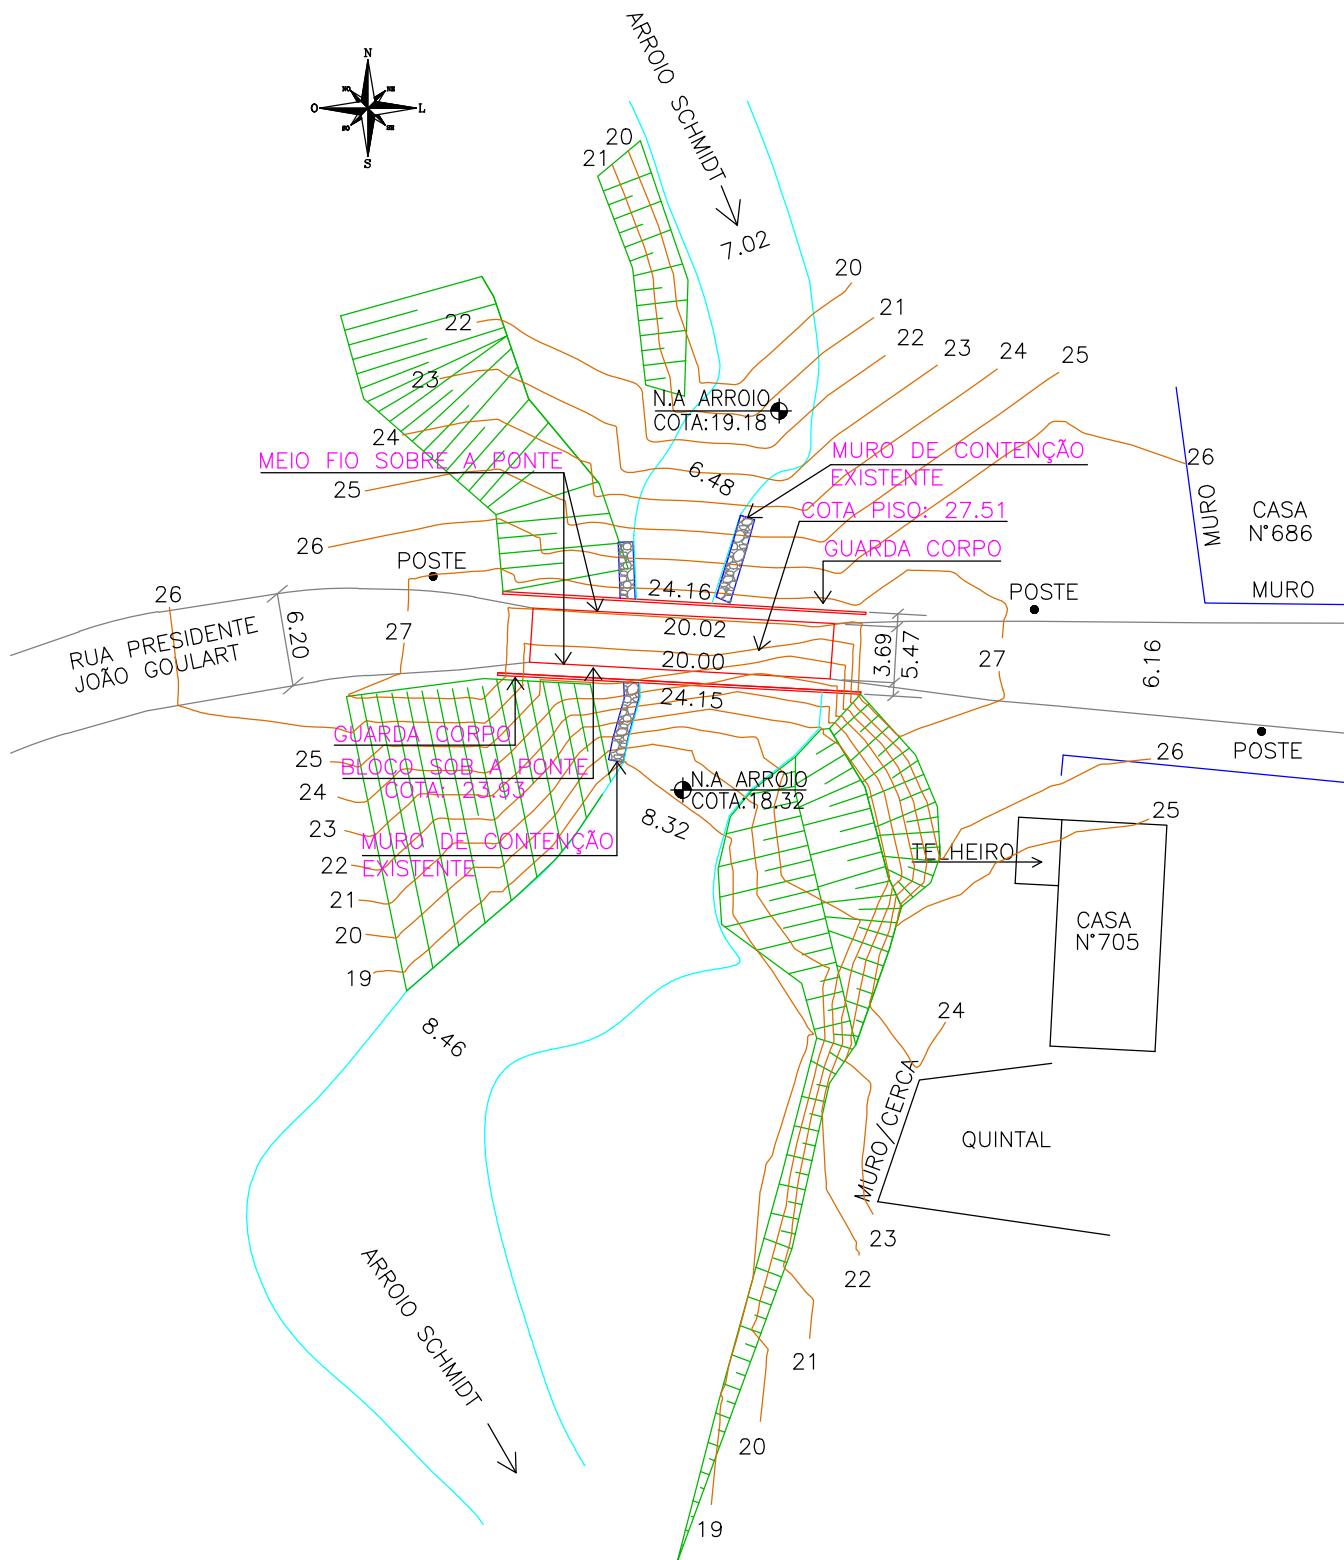 ARROIO SCHMIDT
N
NO
NE
O
L
SO
SE
S
20
21
7.02
20
21
22
22
23
24
25
23
N.A ARROIO
COTA:19.18
24
MEIO FIO SOBRE A PONTE
MURO DE CONTENÇÃO
EXISTENTE
6.48
26
25
COTA PISO: 27.51
MURO
CASA
N°686
26
POSTE
GUARDA CORPO
26
24.16
POSTE
MURO
6.20
27
20.02
3.69
5.47
27
6.16
RUA PRESIDENTE
JOÃO GOULART
20.00
24.15
GUARDA CORPO
POSTE
26
25
BLOCO SOB A PONTE
COTA: 23.93
N.A ARROIO
COTA:18.32
24
25
23
8.32
MURO DE CONTENÇÃO
EXISTENTE
TELHEIRO
22
21
CASA
N°705
20
19
24
8.46
MURO/CERCA
QUINTAL
23
22
ARROIO SCHMIDT
21
20
19